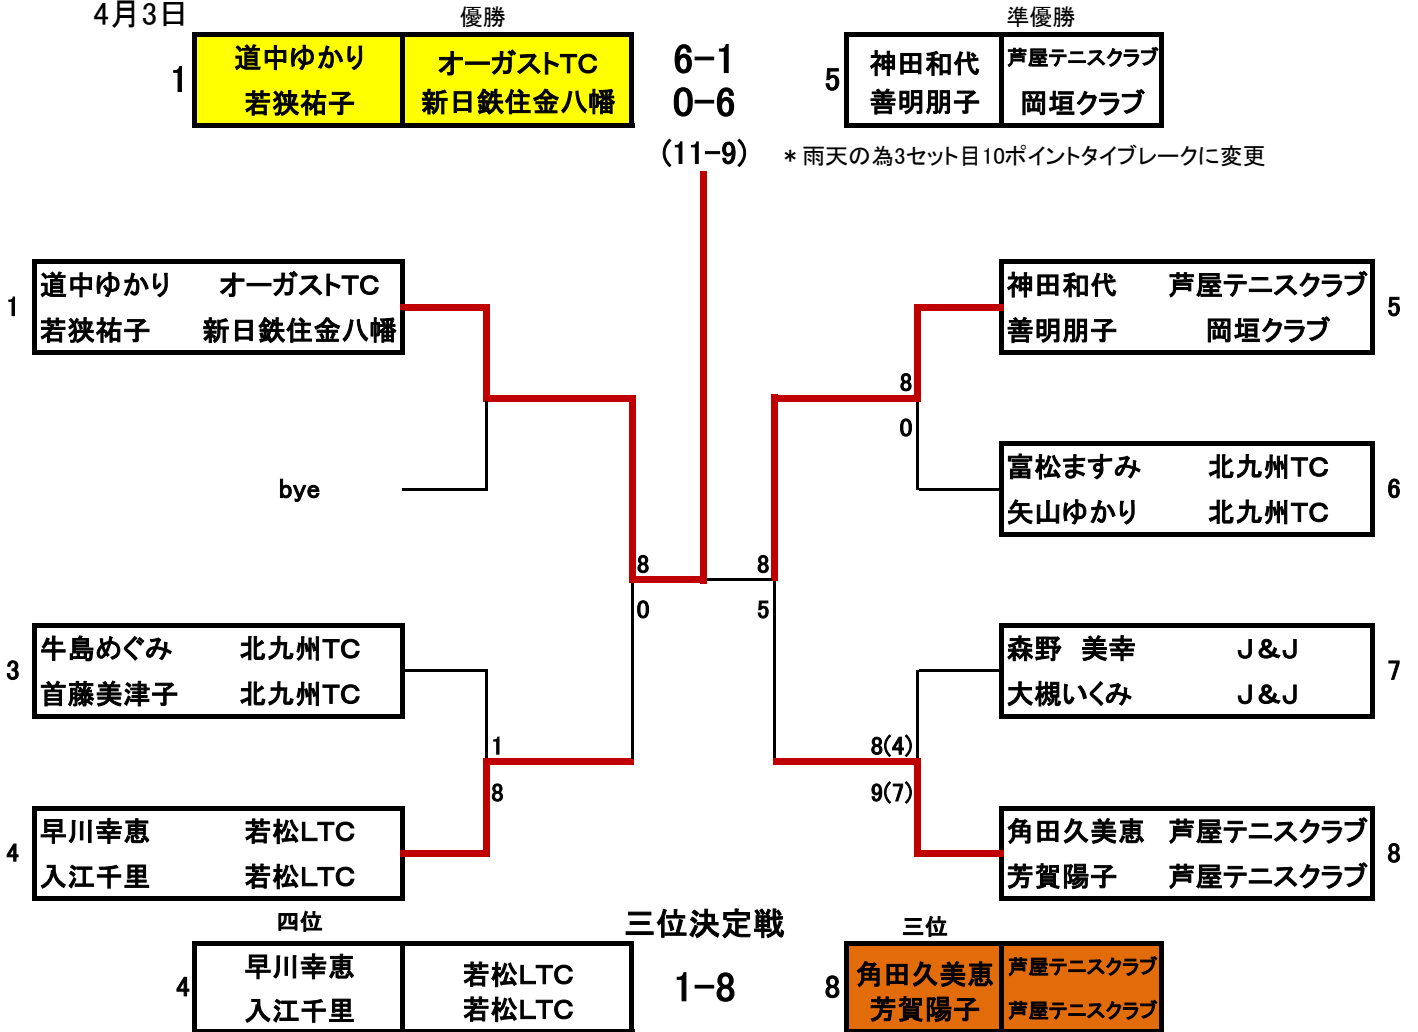 4月3日
優勝
準優勝
1
道中ゆかり オーガストTC
若狭祐子 新日鉄住金八幡
6-1
0-6
(11-9)
5
神田和代 芦屋テニスクラブ
善明朋子 岡垣クラブ
＊雨天の為3セット目10ポイントタイブレークに変更
1
道中ゆかり オーガストTC
若狭祐子 新日鉄住金八幡
bye
3
牛島めぐみ 北九州TC
首藤美津子 北九州TC
4
早川幸恵 若松LTC
入江千里 若松LTC
1
8
8
0
8
5
8
0
8(4)
9(7)
神田和代 芦屋テニスクラブ
善明朋子 岡垣クラブ
5
富松ますみ 北九州TC
矢山ゆかり 北九州TC
6
森野 美幸 J&J
大槻いくみ J&J
7
角田久美恵 芦屋テニスクラブ
芳賀陽子 芦屋テニスクラブ
8
四位
三位決定戦
三位
4
早川幸恵 若松LTC
入江千里 若松LTC
1-8
8
角田久美恵 芦屋テニスクラブ
芳賀陽子 芦屋テニスクラブ